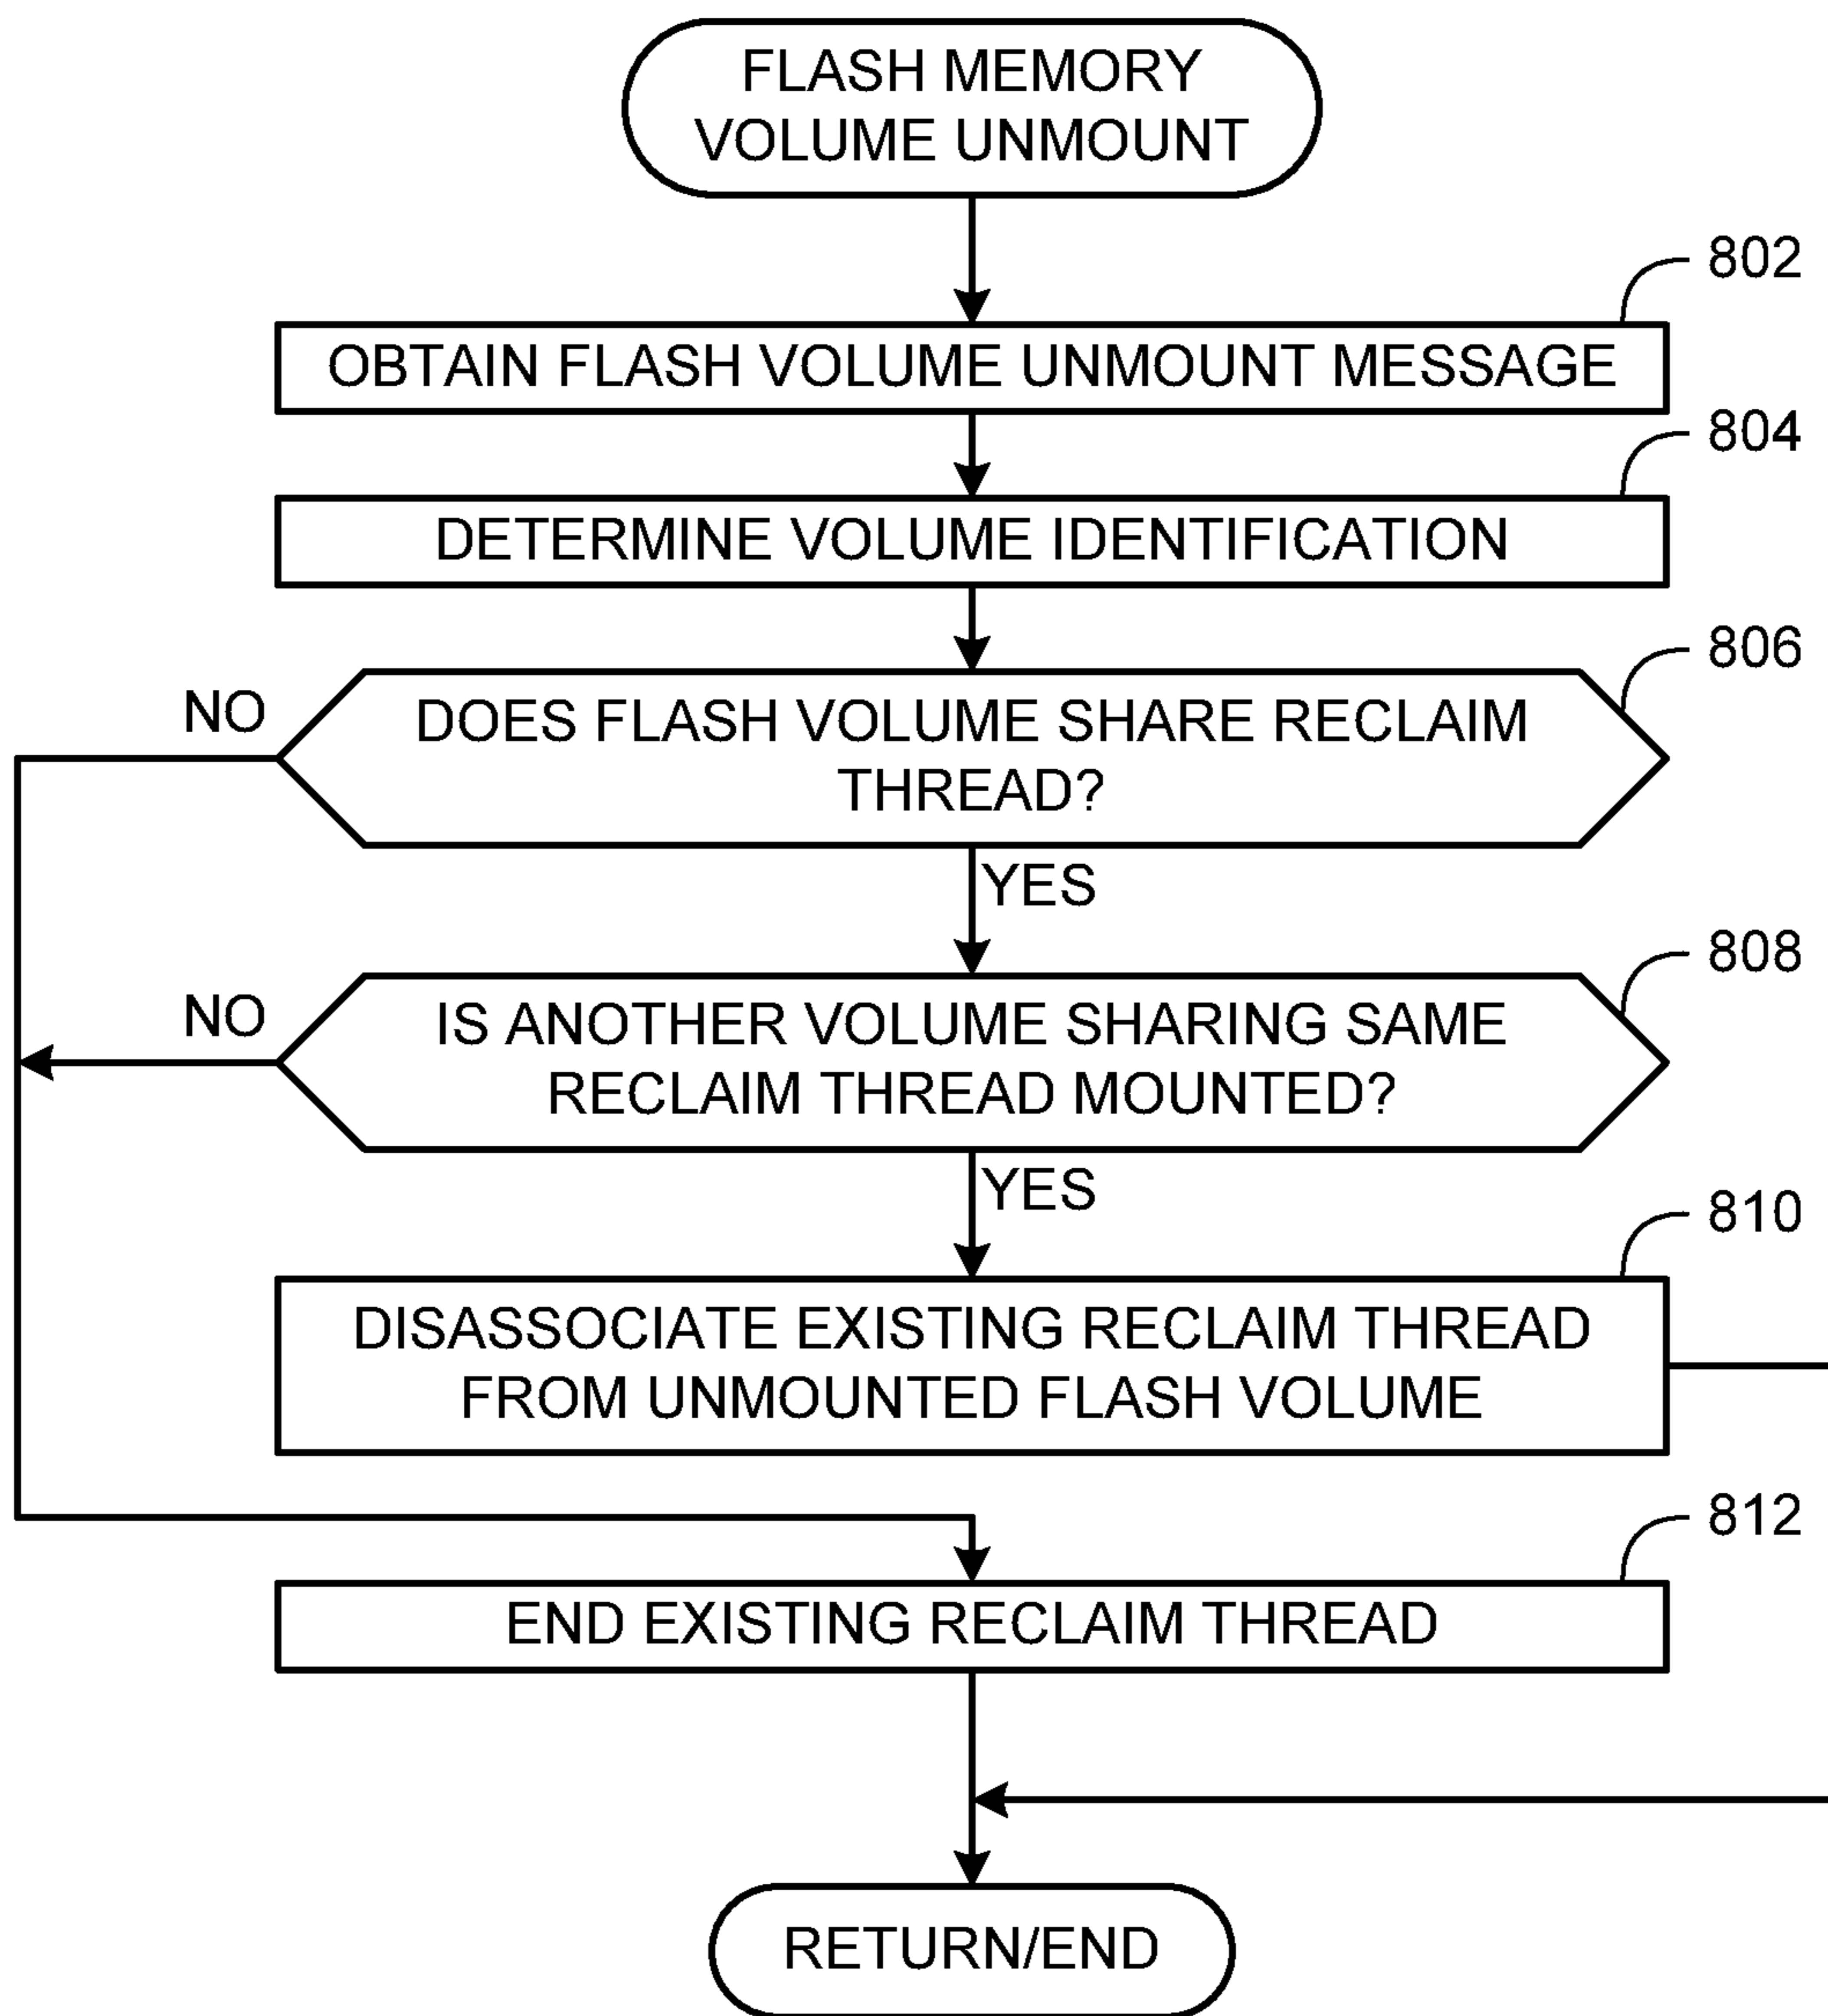 FLASH MEMORY
VOLUME UNMOUNT
802
OBTAIN FLASH VOLUME UNMOUNT MESSAGE
804
DETERMINE VOLUME IDENTIFICATION
806
NO
DOES FLASH VOLUME SHARE RECLAIM
THREAD?
YES
808
NO
IS ANOTHER VOLUME SHARING SAME
RECLAIM THREAD MOUNTED?
YES
810
DISASSOCIATE EXISTING RECLAIM THREAD
FROM UNMOUNTED FLASH VOLUME
812
END EXISTING RECLAIM THREAD
RETURN/END